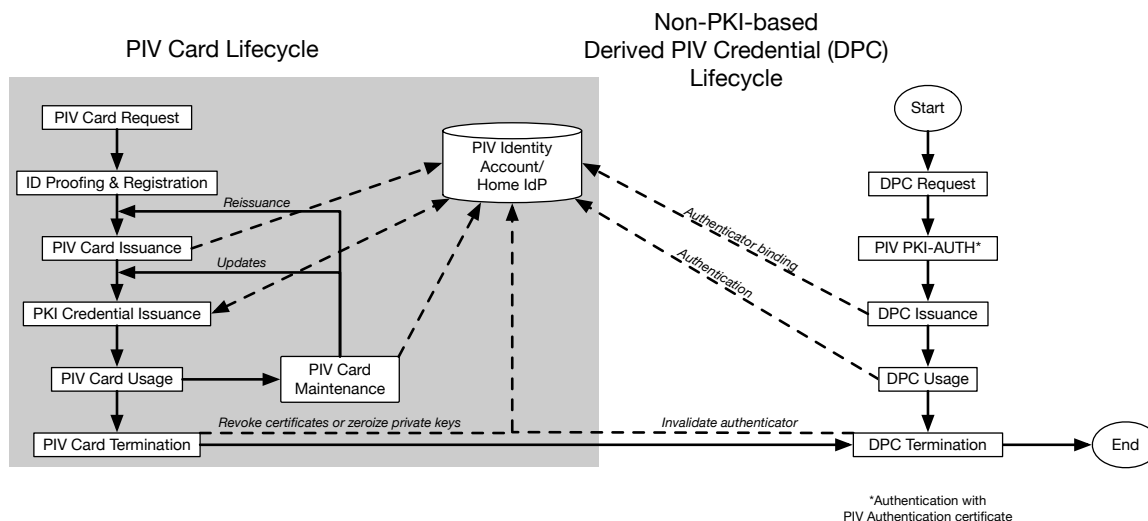 PIV Card Lifecycle
Non-PKI-based
Derived PIV Credential (DPC)
Lifecycle
PIV Card Request
ID Proofing & Registration
Reissuance
PIV Card Issuance
Updates
PKI Credential Issuance
PIV Card Usage
PIV Card
Maintenance
Revoke certificates or zeroize private keys
PIV Card Termination
PIV Identity
Account/
Home IdP
Authenticator binding
Authentication
Invalidate authenticator
Start
DPC Request
PIV PKI-AUTH*
DPC Issuance
DPC Usage
DPC Termination
End
*Authentication with
PIV Authentication certificate